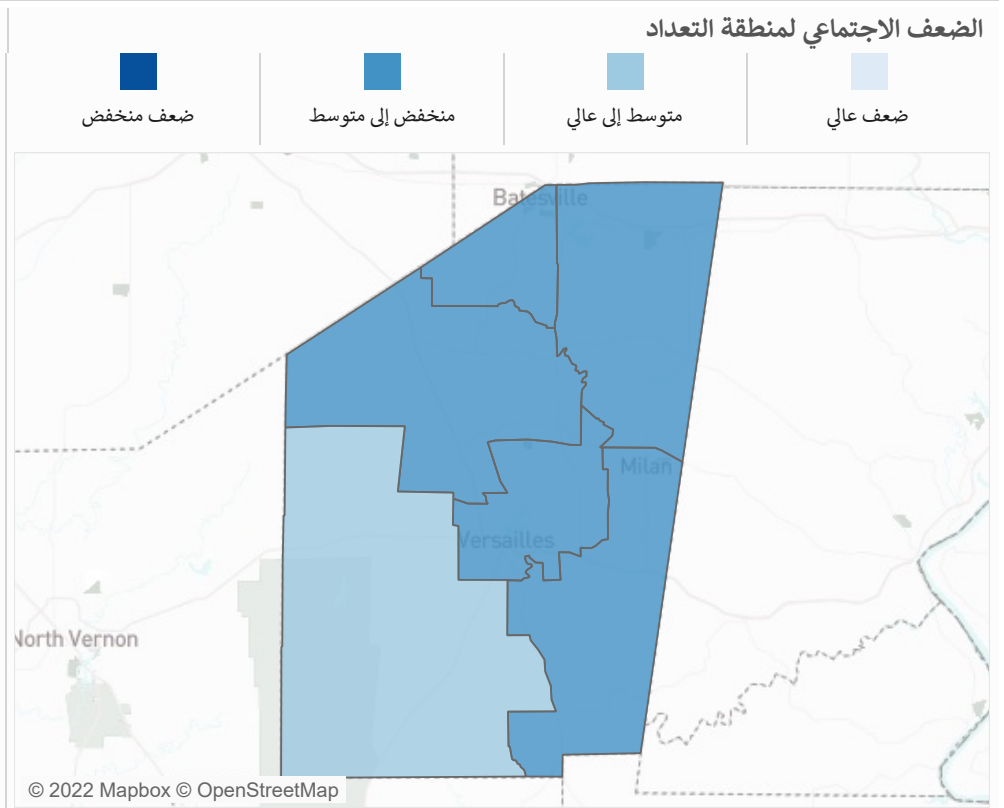 الضعف الاجتماعي لمنطقة التعداد
ضعف عالي
متوسط إلى عالي
منخفض إلى متوسط
ضعف منخفض
Batesville
Milan
Versailles
North Vernon
© 2022 Mapbox © OpenStreetMap